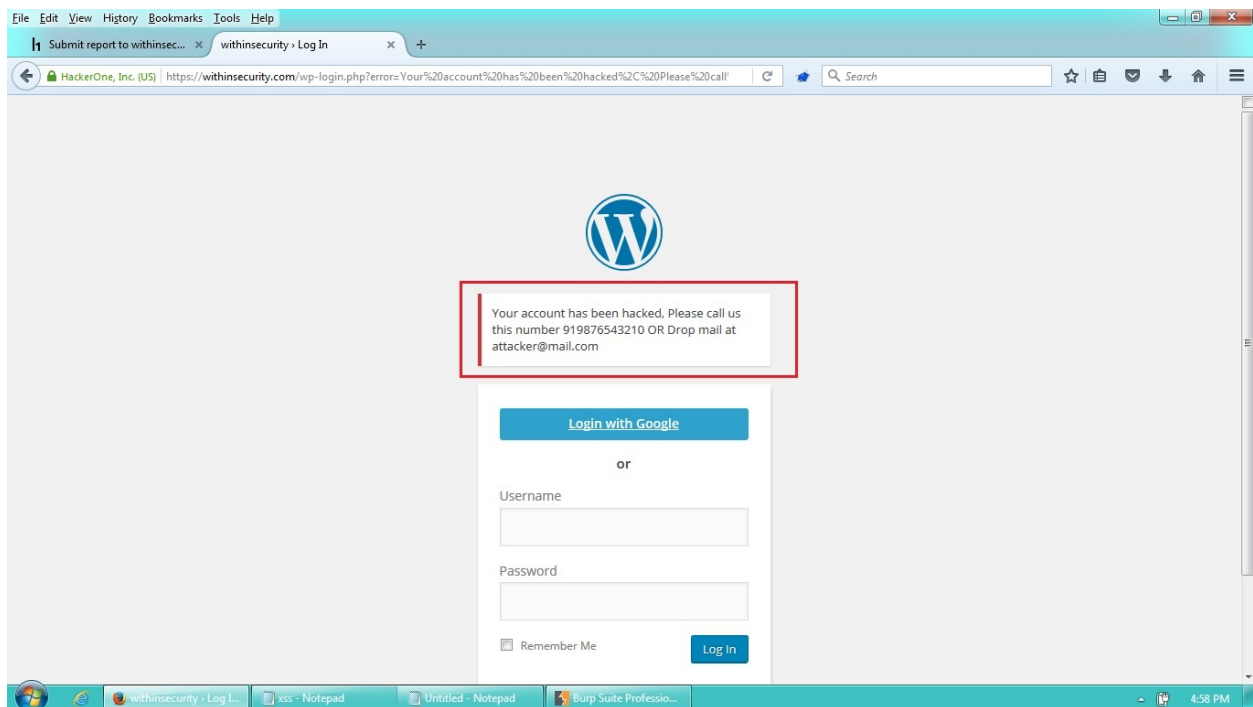 File Edit View History Bookmarks Tools Help
Submit report to withinsec... × withinsecurity › Log In × +
HackerOne, Inc. (US) https://withinsecurity.com/wp-login.php?error=Your%20account%20has%20been%20hacked%2C%20Please%20call' Search
Your account has been hacked, Please call us
this number 919876543210 OR Drop mail at
attacker@mail.com
Login with Google
or
Username
Password
Remember Me Log In
withinsecurity › Log I... xss - Notepad Untitled - Notepad Burp Suite Professio... 4:58 PM